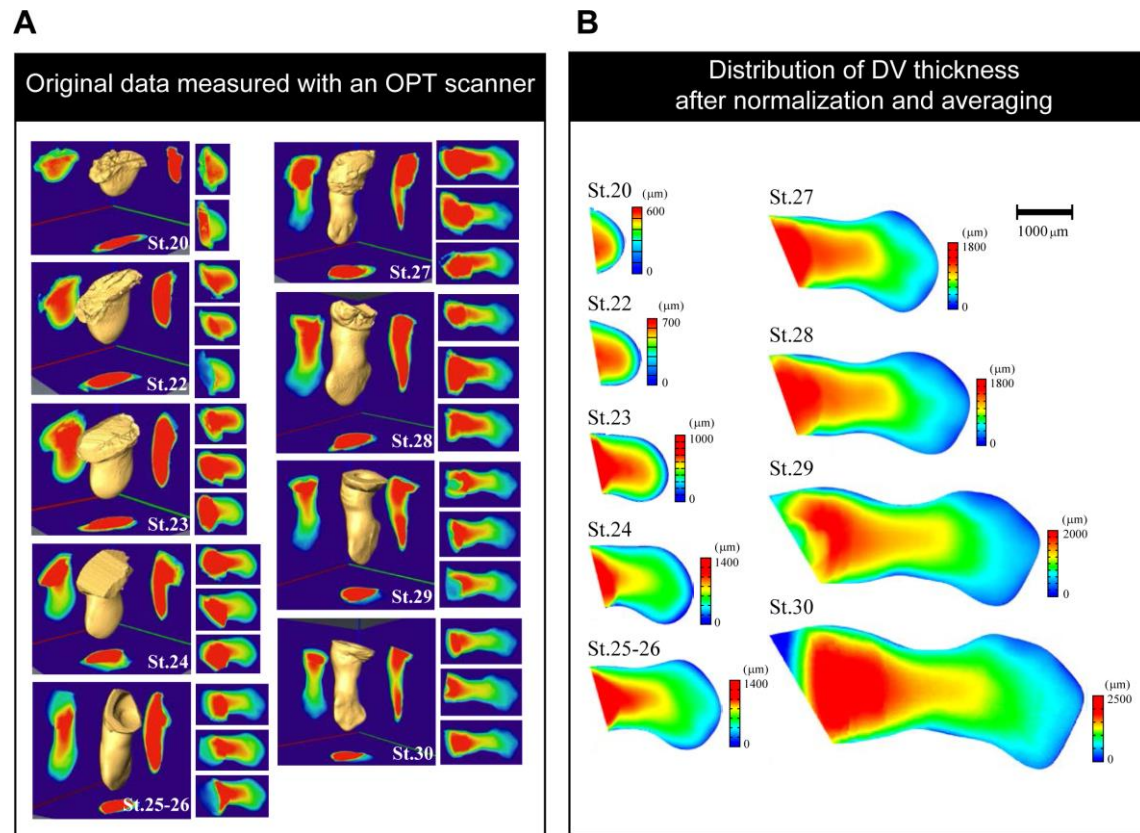 A
Original data measured with an OPT scanner
St.20
St.22
St.23
St.24
St.25-26
St.27
St.28
St.29
St.30
B
Distribution of DV thickness
after normalization and averaging
St.20
(μm)
600
0
St.22
(μm)
700
0
St.23
(μm)
1000
0
St.24
(μm)
1400
0
St.25-26
(μm)
1400
0
St.27
(μm)
1800
0
1000 μm
St.28
(μm)
1800
0
St.29
(μm)
2000
0
St.30
(μm)
2500
0